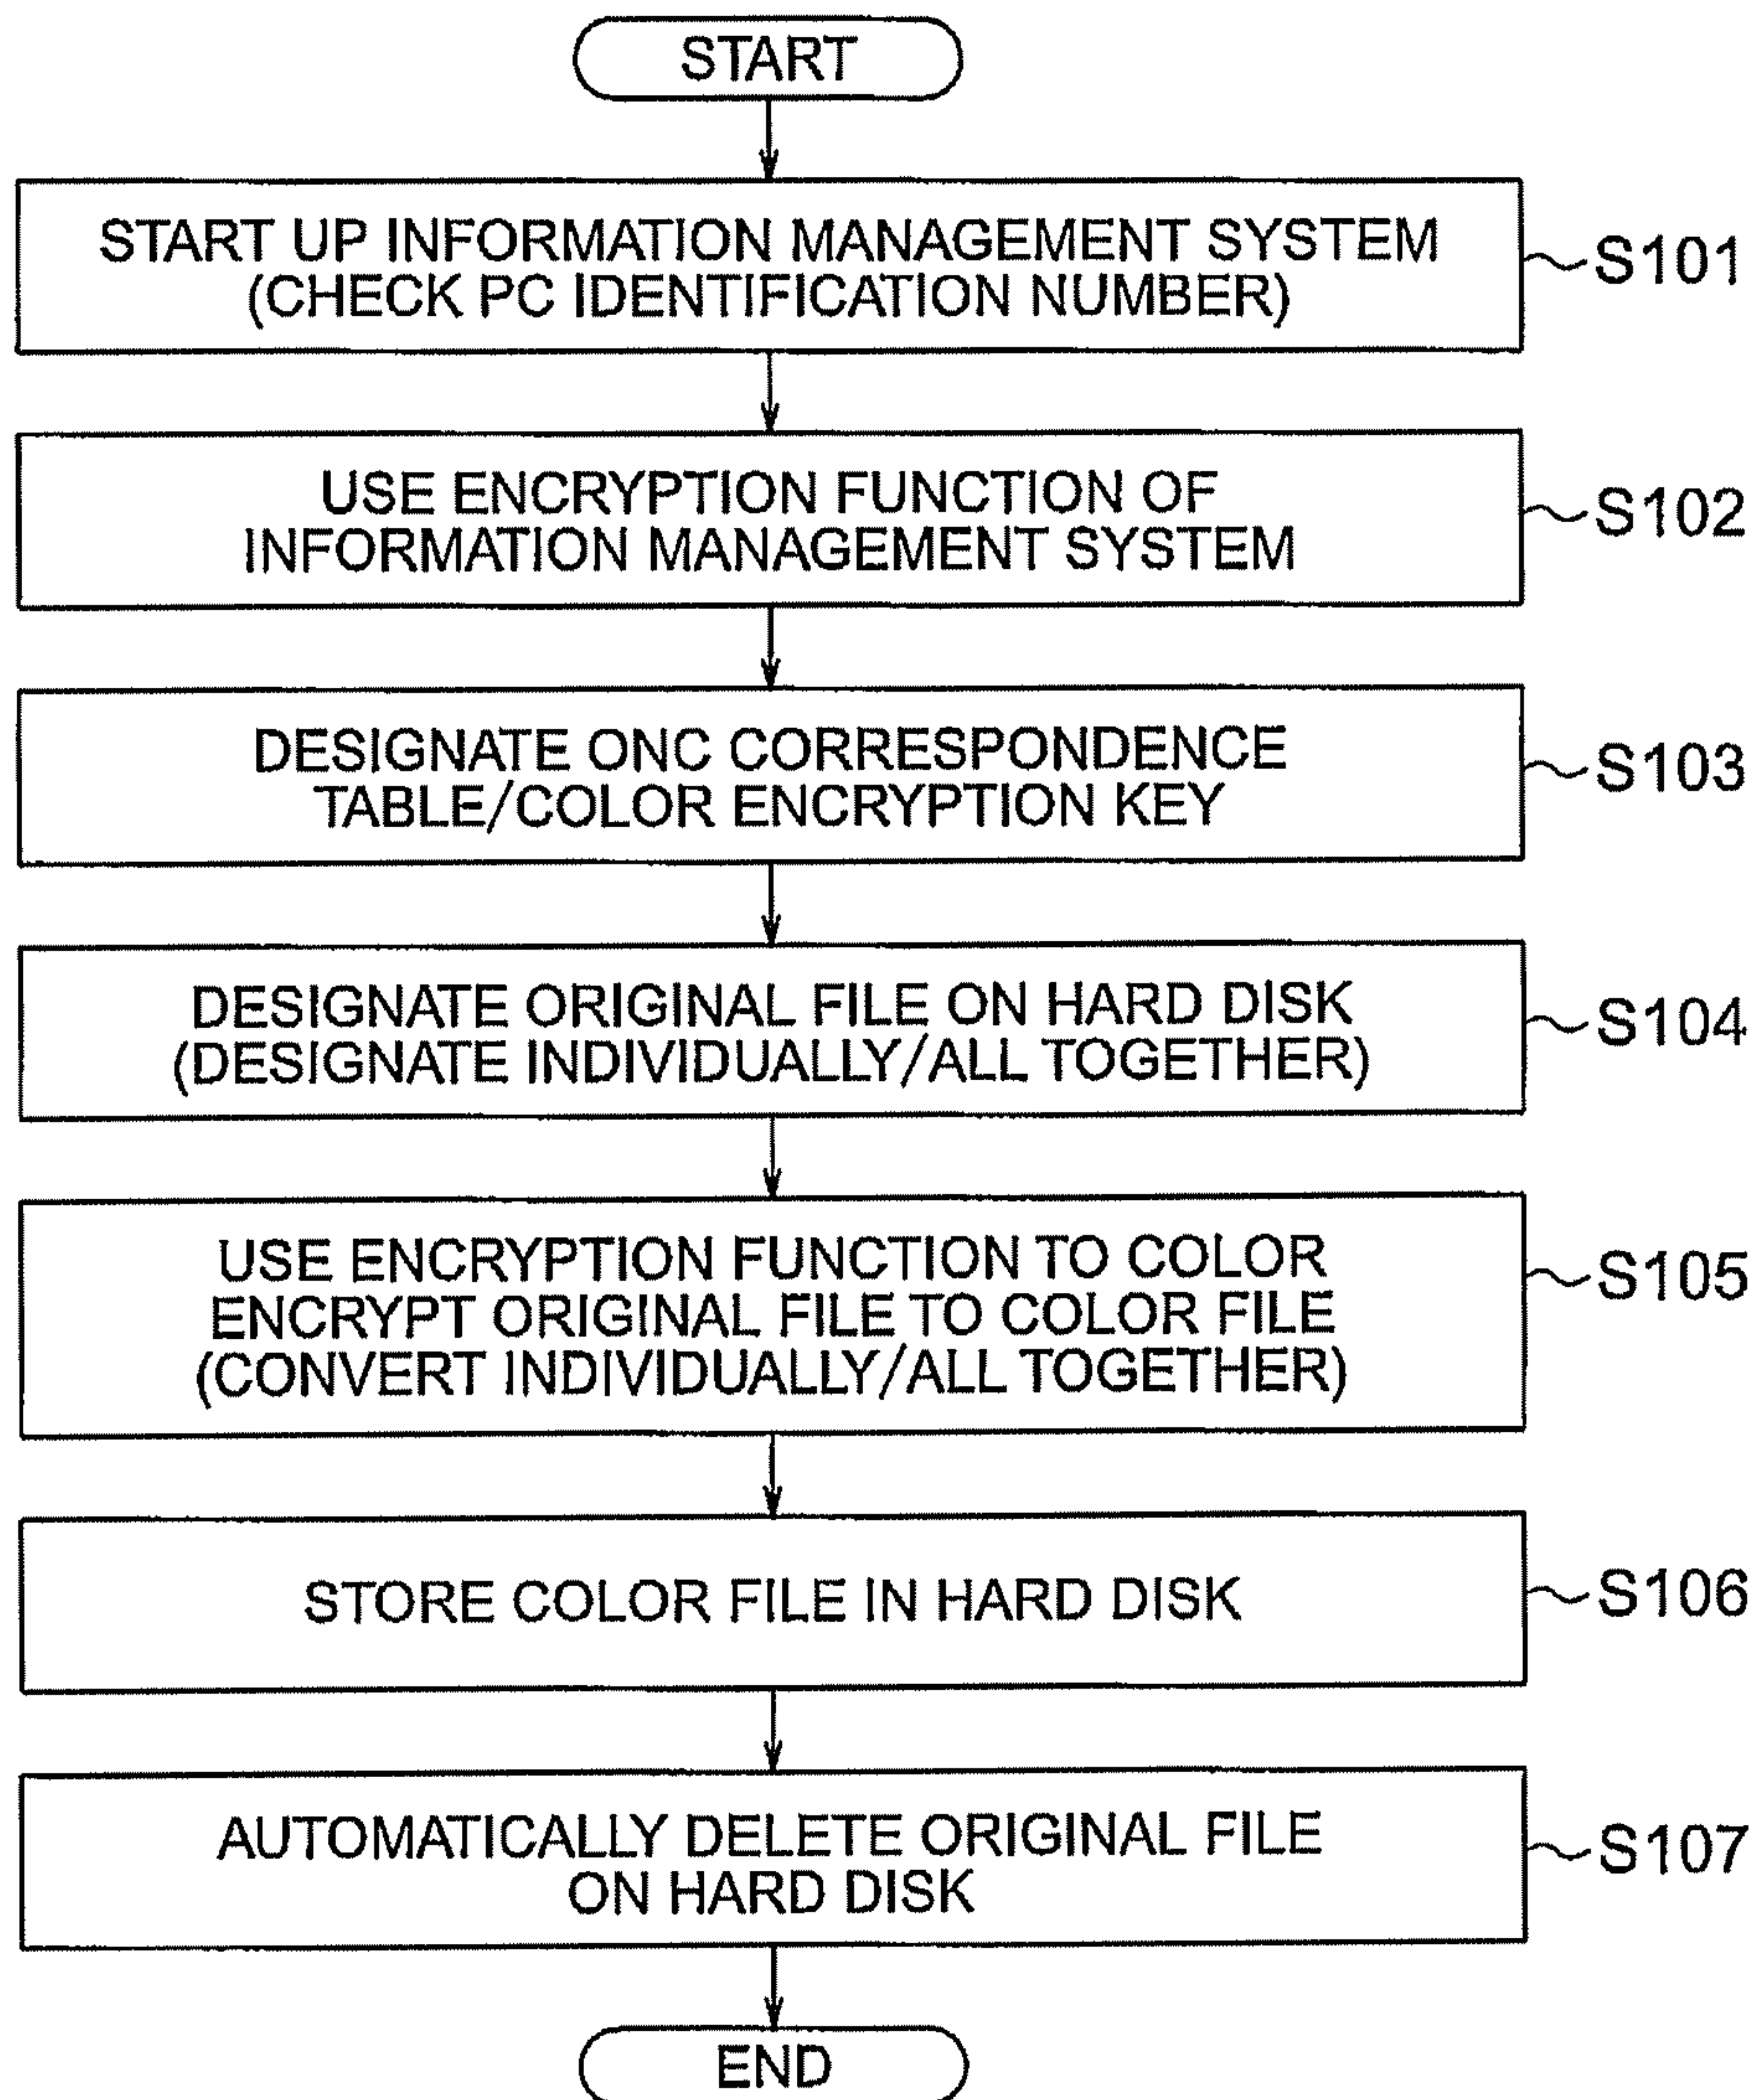 START
START UP INFORMATION MANAGEMENT SYSTEM
(CHECK PC IDENTIFICATION NUMBER)
S101
USE ENCRYPTION FUNCTION OF
INFORMATION MANAGEMENT SYSTEM
S102
DESIGNATE ONC CORRESPONDENCE
TABLE/COLOR ENCRYPTION KEY
S103
DESIGNATE ORIGINAL FILE ON HARD DISK
(DESIGNATE INDIVIDUALLY/ALL TOGETHER)
S104
USE ENCRYPTION FUNCTION TO COLOR
ENCRYPT ORIGINAL FILE TO COLOR FILE
(CONVERT INDIVIDUALLY/ALL TOGETHER)
S105
STORE COLOR FILE IN HARD DISK
S106
AUTOMATICALLY DELETE ORIGINAL FILE
ON HARD DISK
S107
END